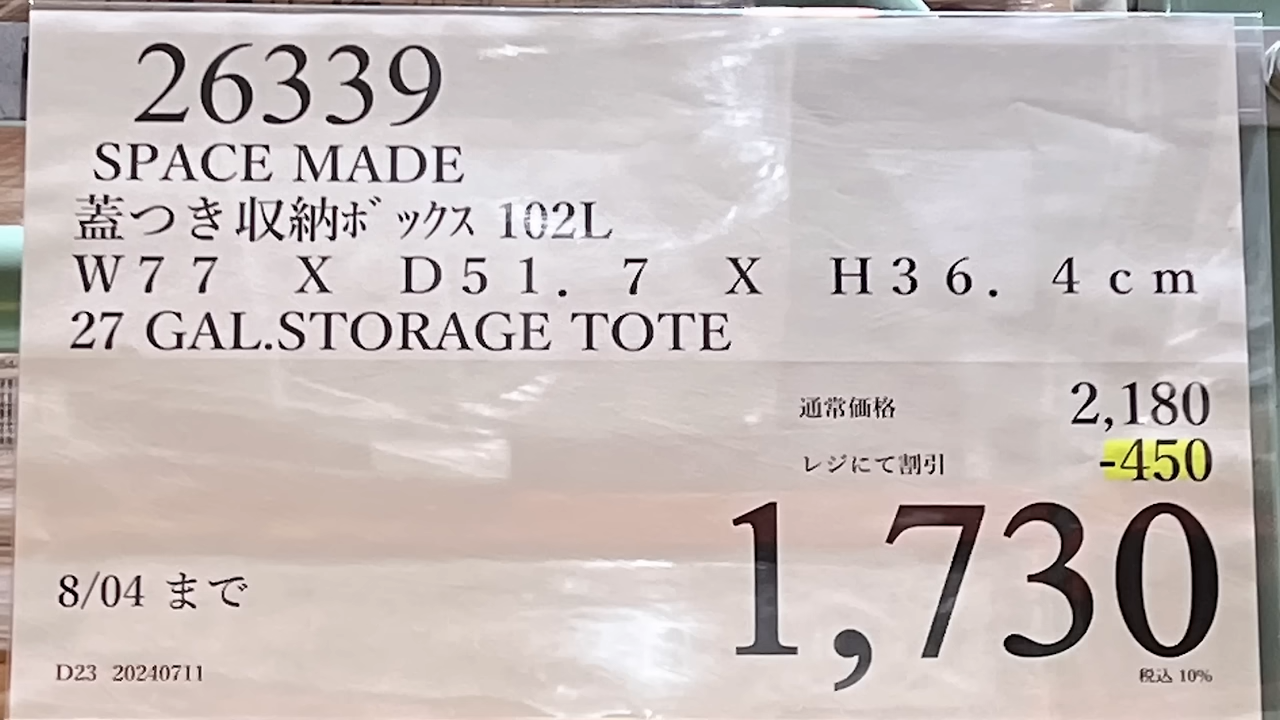 26339
SPACE MADE
蓋つき収納ﾎﾞｯｸｽ 102L
Ｗ７７　Ｘ　Ｄ５１．７　Ｘ　Ｈ３６．４ｃｍ
27 GAL.STORAGE TOTE
通常価格 2,180
レジにて割引 -450
1,730
8/04 まで
税込 10%
D23 20240711